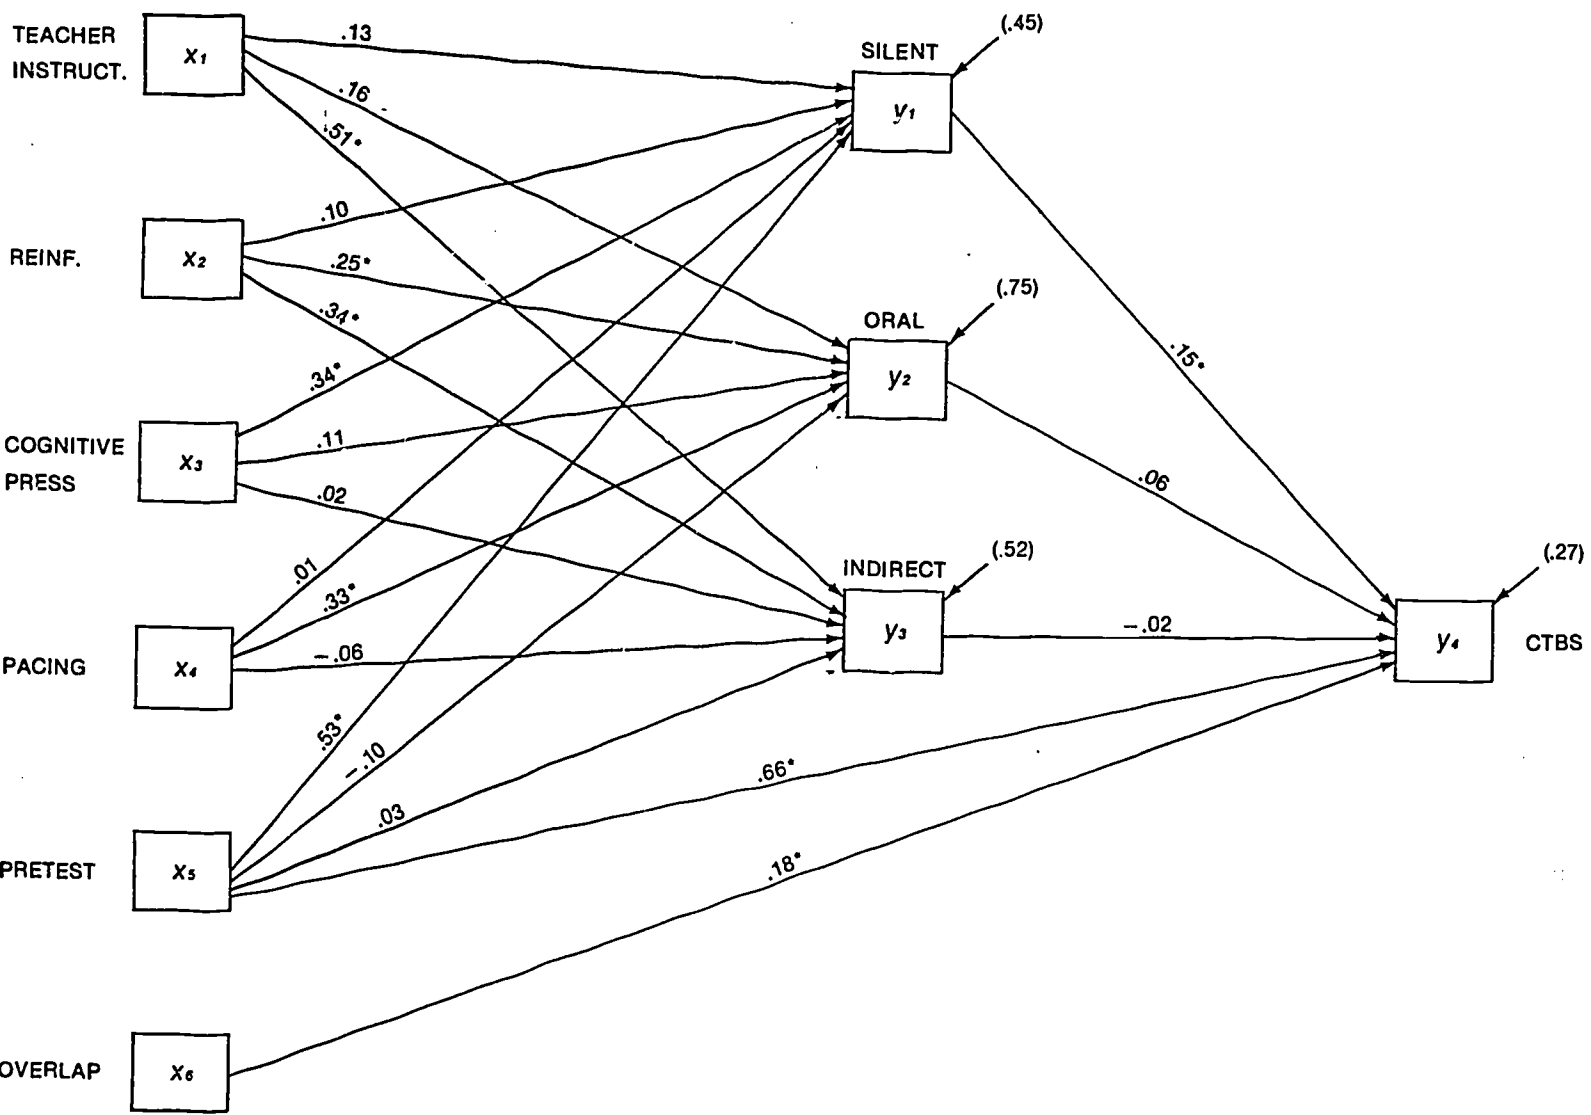 TEACHER
INSTRUCT.
x1
.13
.16
.51*
(.45)
SILENT
y1
REINF.
x2
.10
.25*
.34*
(.75)
ORAL
y2
.15*
COGNITIVE
PRESS
x3
.34*
.11
.02
.06
(.52)
INDIRECT
y3
-.02
(.27)
y4
CTBS
PACING
x4
.01
.33*
-.06
PRETEST
x5
.53*
-.10
.03
.66*
.18*
OVERLAP
x6